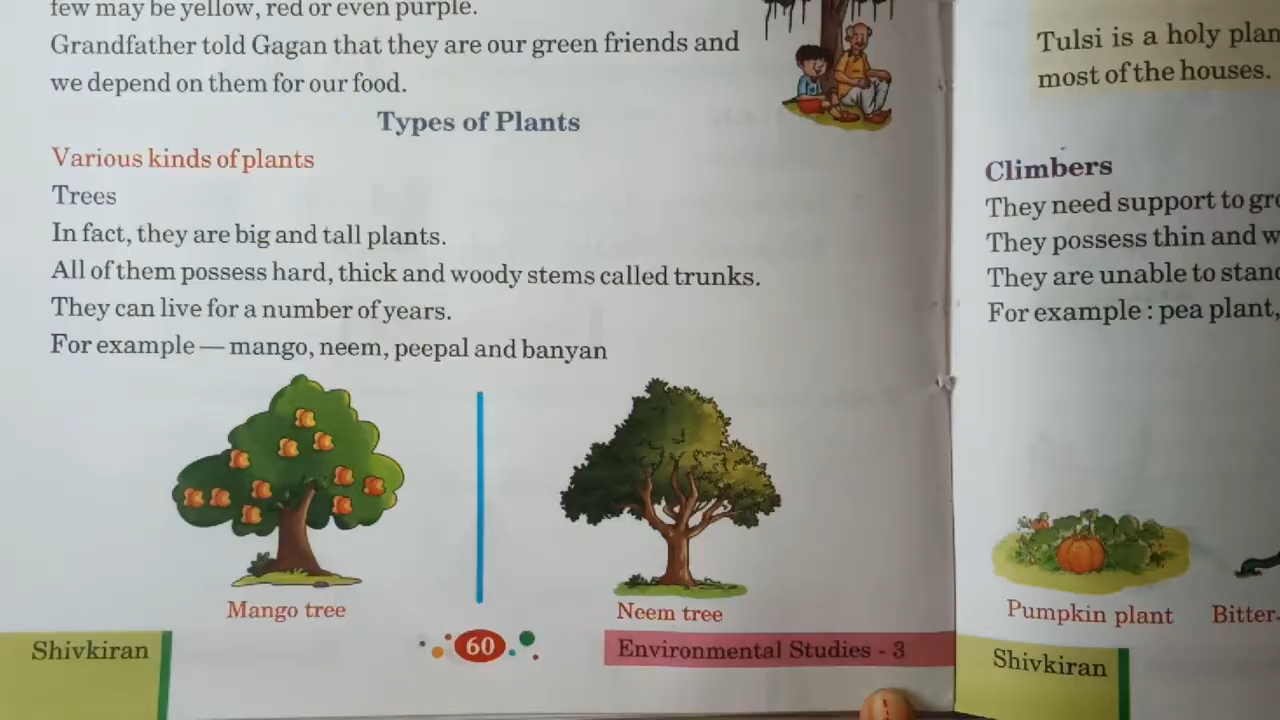 few may be yellow, red or even purple.
Grandfather told Gagan that they are our green friends and
we depend on them for our food.
Types of Plants
Various kinds of plants
Trees
In fact, they are big and tall plants.
All of them possess hard, thick and woody stems called trunks.
They can live for a number of years.
For example — mango, neem, peepal and banyan
Mango tree
Neem tree
Shivkiran
60
Environmental Studies - 3
Tulsi is a holy
most of the houses.
Climbers
They need support to
They possess thin and
They are unable to
For example : pea plant,
Pumpkin plant
Bitter-
Shivkiran